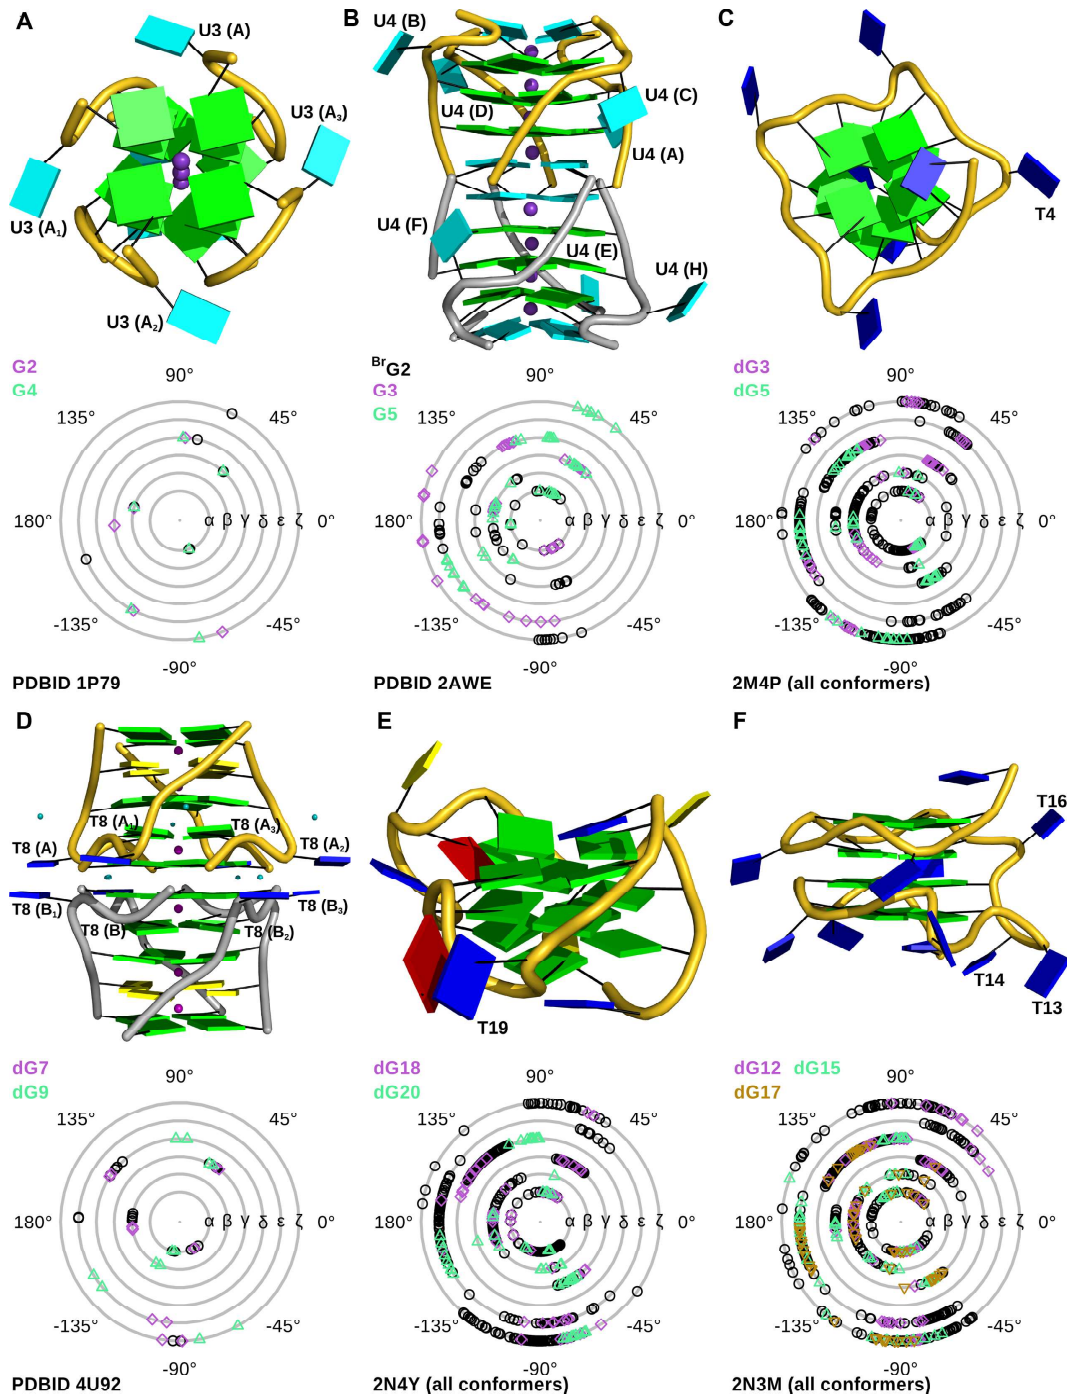 A
U3 (A)
U3 (A₃)
U3 (A₁)
U3 (A₂)
B
U4 (B)
U4 (C)
U4 (D)
U4 (A)
U4 (F)
U4 (E)
U4 (H)
C
T4
G2
G4
90°
135°
45°
180°
α β γ δ ε ζ
0°
-135°
-45°
-90°
PDBID 1P79
ᴮʳG2
G3
G5
90°
135°
45°
180°
α β γ δ ε ζ
0°
-135°
-45°
-90°
PDBID 2AWE
dG3
dG5
90°
135°
45°
180°
α β γ δ ε ζ
0°
-135°
-45°
-90°
2M4P (all conformers)
D
T8 (A₁)
T8 (A₃)
T8 (A)
T8 (A₂)
T8 (B₁)
T8 (B₃)
T8 (B)
T8 (B₂)
E
T19
F
T16
T14
T13
dG7
dG9
90°
135°
45°
180°
α β γ δ ε ζ
0°
-135°
-45°
-90°
PDBID 4U92
dG18
dG20
90°
135°
45°
180°
α β γ δ ε ζ
0°
-135°
-45°
-90°
2N4Y (all conformers)
dG12 dG15
dG17
90°
135°
45°
180°
α β γ δ ε ζ
0°
-135°
-45°
-90°
2N3M (all conformers)